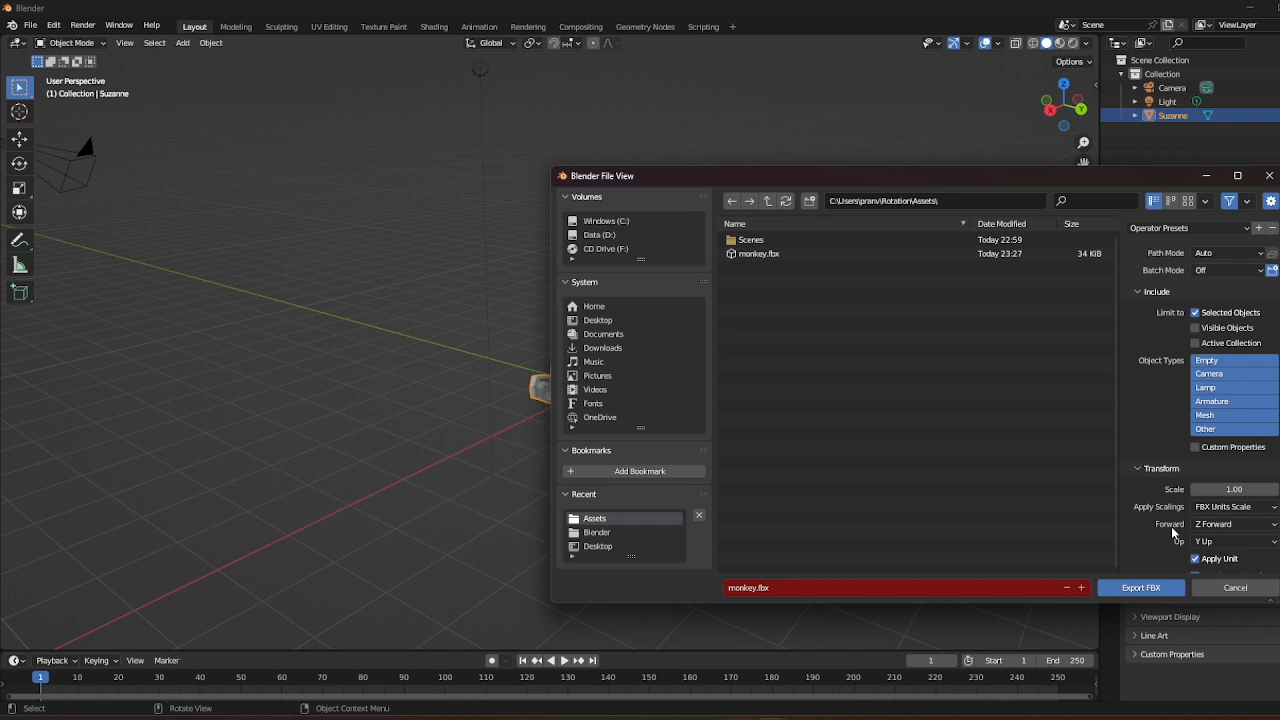 Blender
File Edit Render Window Help Layout Modeling Sculpting UV Editing Texture Paint Shading Animation Rendering Compositing Geometry Nodes Scripting + Scene ViewLayer
Object Mode View Select Add Object Global
Options
User Perspective
(1) Collection | Suzanne
Z
X
Y
Scene Collection
Collection
Camera
Light
Suzanne
Blender File View
Volumes
Windows (C:)
Data (D:)
CD Drive (F:)
System
Home
Desktop
Documents
Downloads
Music
Pictures
Videos
Fonts
OneDrive
Bookmarks
Add Bookmark
Recent
Assets
Blender
Desktop
C:\Users\pranv\Rotation\Assets\
Name Date Modified Size
Scenes Today 22:59
monkey.fbx Today 23:27 34 KiB
monkey.fbx
Operator Presets
Path Mode Auto
Batch Mode Off
Include
Limit to Selected Objects
Visible Objects
Active Collection
Object Types Empty
Camera
Lamp
Armature
Mesh
Other
Custom Properties
Transform
Scale 1.00
Apply Scalings FBX Units Scale
Forward Z Forward
Up Y Up
Apply Unit
Export FBX Cancel
Viewport Display
Line Art
Custom Properties
Playback Keying View Marker 1 Start 1 End 250
1 10 20 30 40 50 60 70 80 90 100 110 120 130 140 150 160 170 180 190 200 210 220 230 240 250
Select Rotate View Object Context Menu